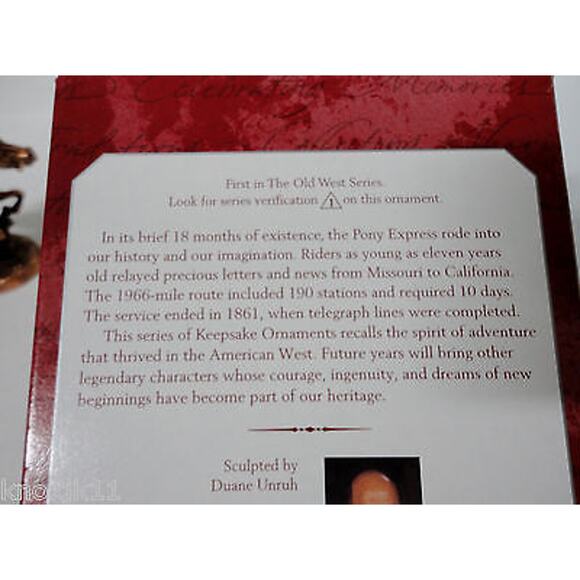 Celebrating Memories
First in The Old West Series.
Look for series verification 1 on this ornament.
In its brief 18 months of existence, the Pony Express rode into
our history and our imagination. Riders as young as eleven years
old relayed precious letters and news from Missouri to California.
The 1966-mile route included 190 stations and required 10 days.
The service ended in 1861, when telegraph lines were completed.
This series of Keepsake Ornaments recalls the spirit of adventure
that thrived in the American West. Future years will bring other
legendary characters whose courage, ingenuity, and dreams of new
beginnings have become part of our heritage.
Sculpted by
Duane Unruh